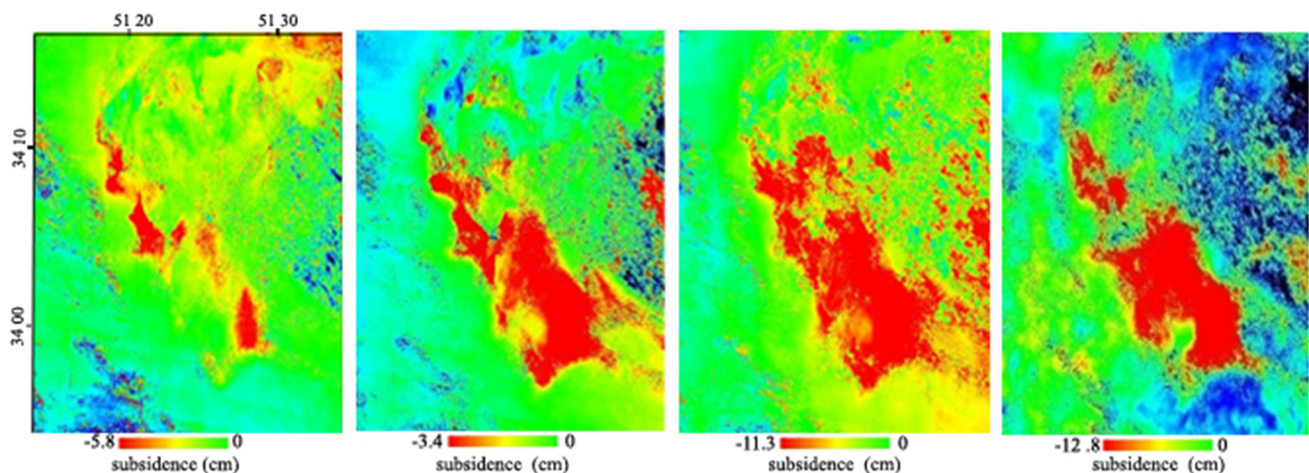 51 20 51 30
34 10
34 00
-5.8 0 -3.4 0 -11.3 0 -12.8 0
subsidence (cm) subsidence (cm) subsidence (cm) subsidence (cm)